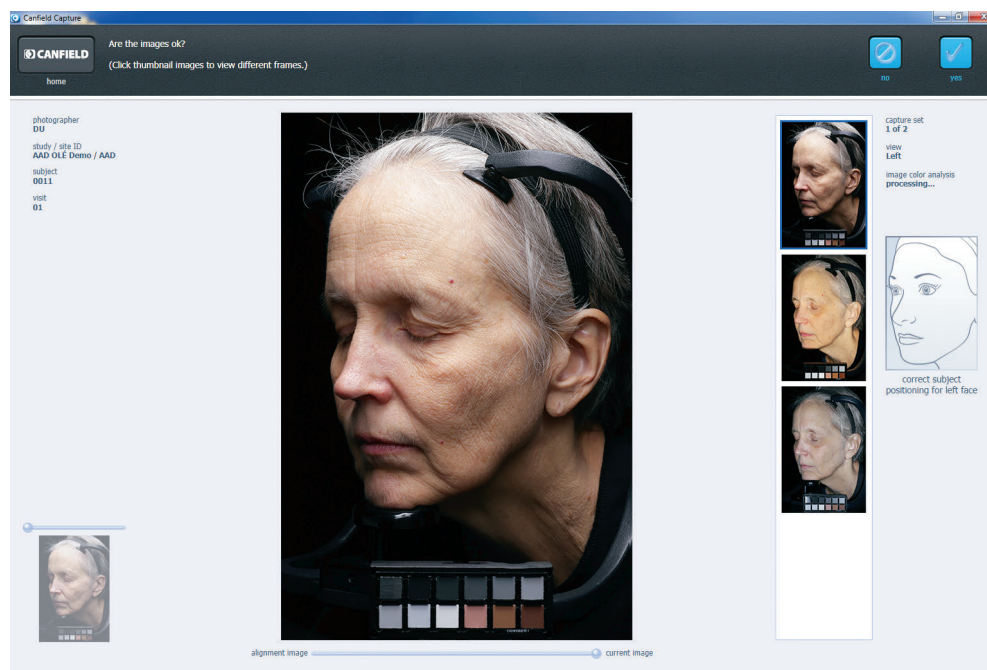 Canfield Capture
CANFIELD
home
Are the images ok?
(Click thumbnail images to view different frames.)
no
yes
photographer
DU
study / site ID
AAD OLÉ Demo / AAD
subject
0011
visit
01
capture set
1 of 2
view
Left
image color analysis
processing...
correct subject
positioning for left face
alignment image
current image